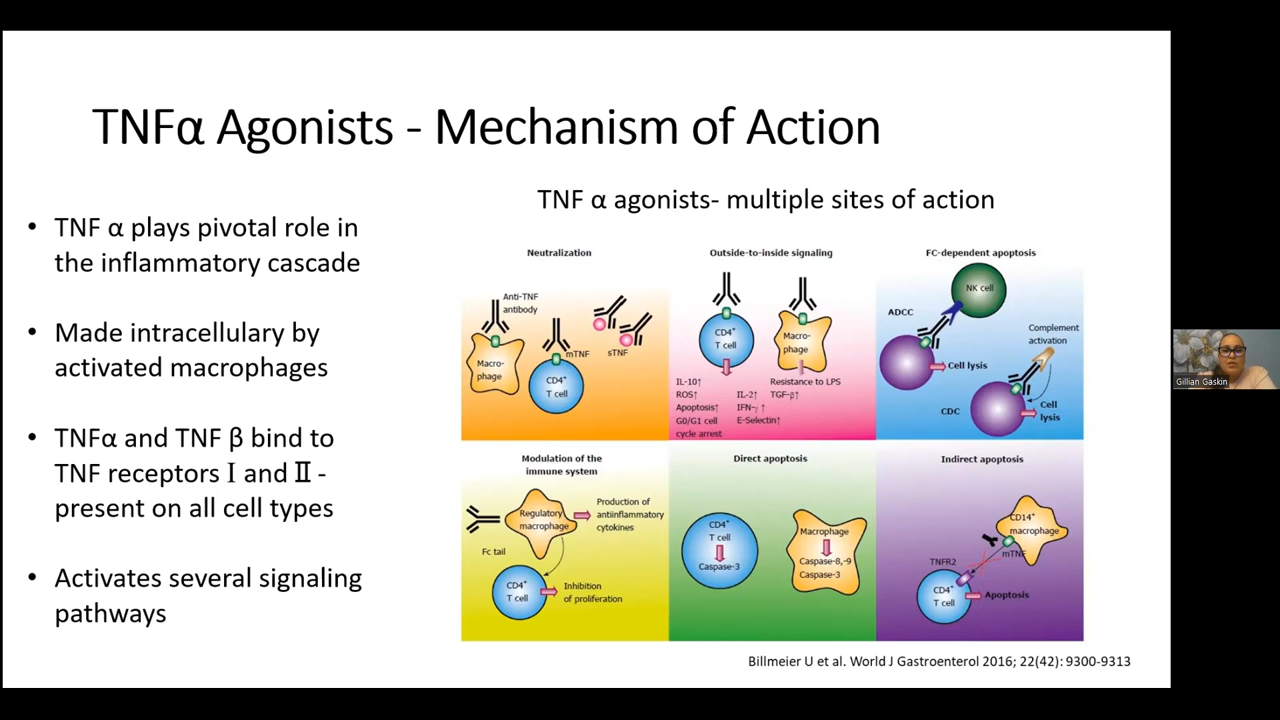 TNFα Agonists - Mechanism of Action
TNF α agonists- multiple sites of action
• TNF α plays pivotal role in
the inflammatory cascade
• Made intracellulary by
activated macrophages
• TNFα and TNF β bind to
TNF receptors Ⅰ and Ⅱ -
present on all cell types
• Activates several signaling
pathways
Neutralization
Anti-TNF
antibody
Macro-
phage
mTNF
sTNF
CD4+
T cell
Outside-to-inside signaling
CD4+
T cell
Macro-
phage
IL-10↑
ROS↑
Apoptosis↑
G0/G1 cell
cycle arrest
IL-2↑
IFN-γ ↑
E-Selectin↑
Resistance to LPS
TGF-β↑
FC-dependent apoptosis
NK cell
ADCC
Cell lysis
Complement
activation
CDC
Cell
lysis
Modulation of the
immune system
Regulatory
macrophage
Production of
antiinflammatory
cytokines
Fc tail
CD4+
T cell
Inhibition
of proliferation
Direct apoptosis
CD4+
T cell
Caspase-3
Macrophage
Caspase-8,-9
Caspase-3
Indirect apoptosis
CD14+
macrophage
mTNF
TNFR2
CD4+
T cell
Apoptosis
Billmeier U et al. World J Gastroenterol 2016; 22(42): 9300-9313
Gillian Gaskin